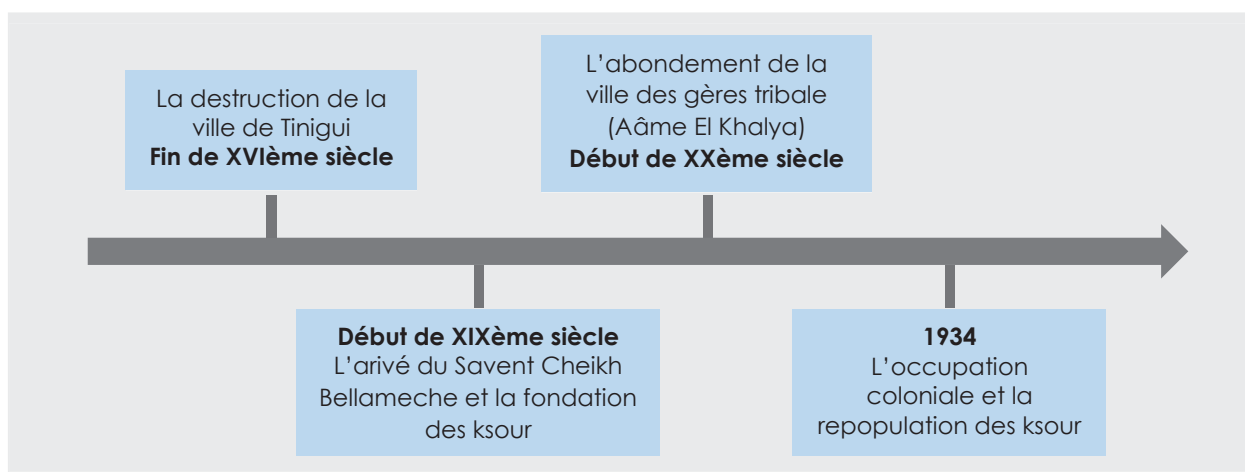 La destruction de la
ville de Tinigui
Fin de XVIème siècle
L'abondement de la
ville des gères tribale
(Aâme El Khalya)
Début de XXème siècle
Début de XIXème siècle
L'arivé du Savent Cheikh
Bellameche et la fondation
des ksour
1934
L'occupation
coloniale et la
repopulation des ksour